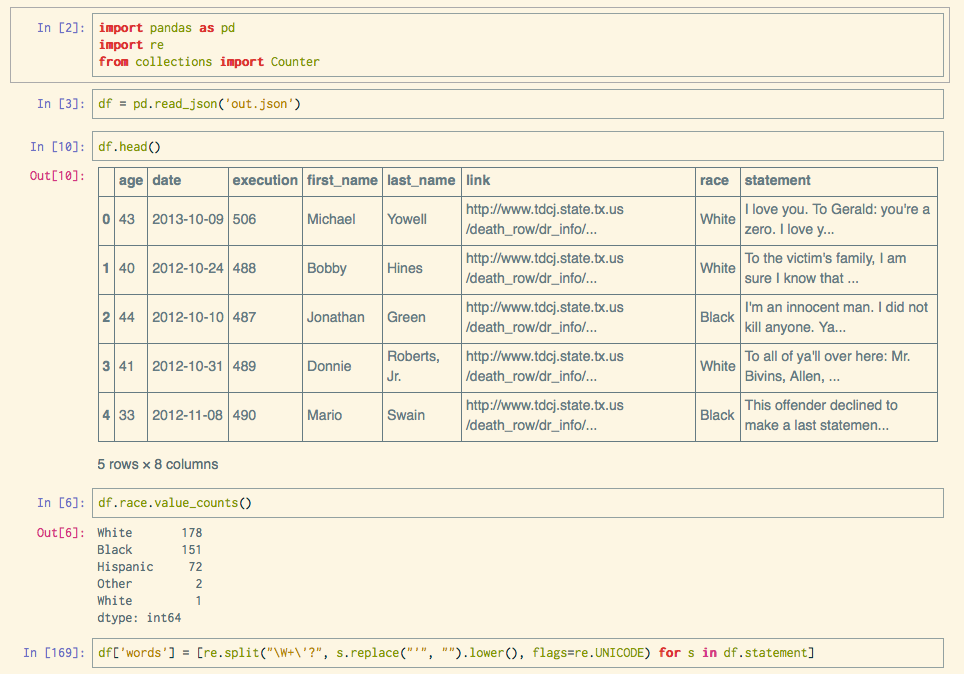 In [2]: import pandas as pd
import re
from collections import Counter
In [3]: df = pd.read_json('out.json')
In [10]: df.head()
Out[10]:
age date execution first_name last_name link race statement
0 43 2013-10-09 506 Michael Yowell http://www.tdcj.state.tx.us /death_row/dr_info/... White I love you. To Gerald: you're a zero. I love y...
1 40 2012-10-24 488 Bobby Hines http://www.tdcj.state.tx.us /death_row/dr_info/... White To the victim's family, I am sure I know that ...
2 44 2012-10-10 487 Jonathan Green http://www.tdcj.state.tx.us /death_row/dr_info/... Black I'm an innocent man. I did not kill anyone. Ya...
3 41 2012-10-31 489 Donnie Roberts, Jr. http://www.tdcj.state.tx.us /death_row/dr_info/... White To all of ya'll over here: Mr. Bivins, Allen, ...
4 33 2012-11-08 490 Mario Swain http://www.tdcj.state.tx.us /death_row/dr_info/... Black This offender declined to make a last statemen...
5 rows × 8 columns
In [6]: df.race.value_counts()
Out[6]: White 178
Black 151
Hispanic 72
Other 2
White 1
dtype: int64
In [169]: df['words'] = [re.split("\W+\'?", s.replace("'", "").lower(), flags=re.UNICODE) for s in df.statement]